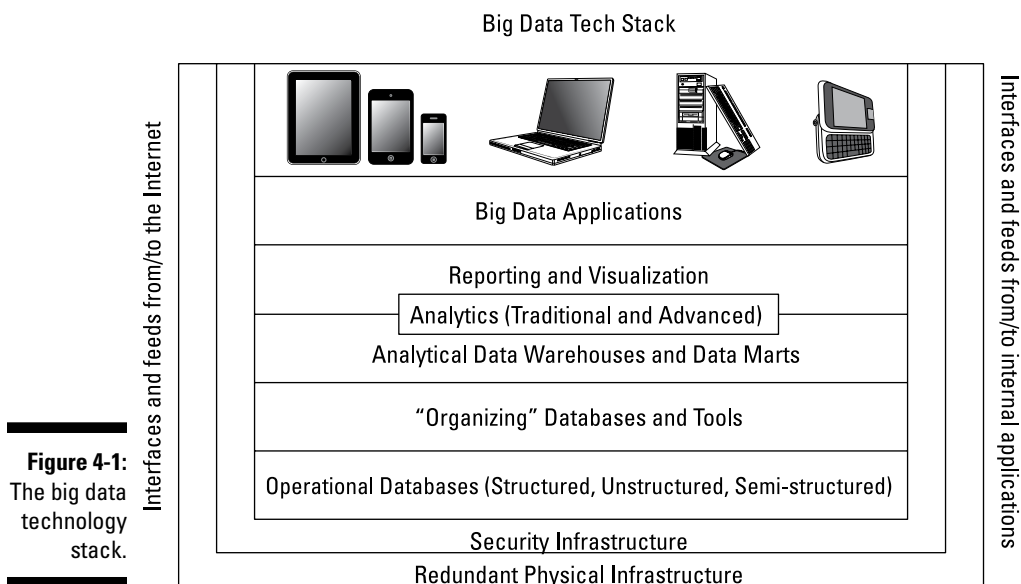 Big Data Tech Stack
Interfaces and feeds from/to the Internet
Big Data Applications
Reporting and Visualization
Analytics (Traditional and Advanced)
Analytical Data Warehouses and Data Marts
“Organizing” Databases and Tools
Operational Databases (Structured, Unstructured, Semi-structured)
Security Infrastructure
Redundant Physical Infrastructure
Interfaces and feeds from/to internal applications
Figure 4-1:
The big data
technology
stack.